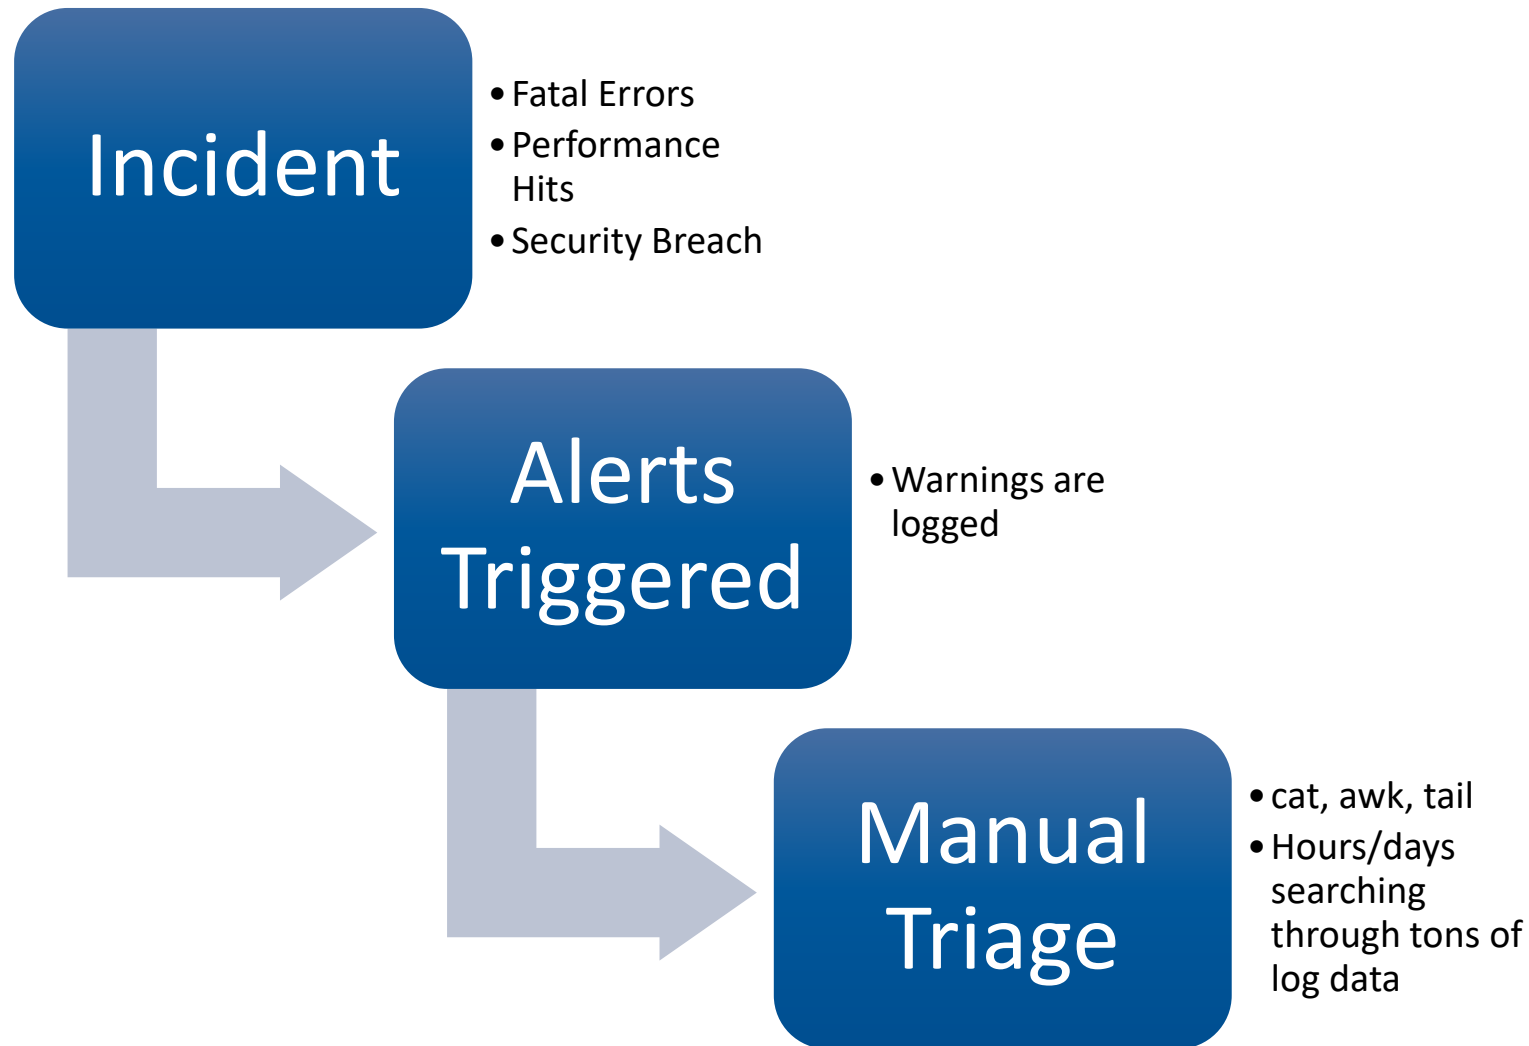 Incident
• Fatal Errors
• Performance
Hits
• Security Breach
Alerts
Triggered
• Warnings are
logged
Manual
Triage
• cat, awk, tail
• Hours/days
searching
through tons of
log data